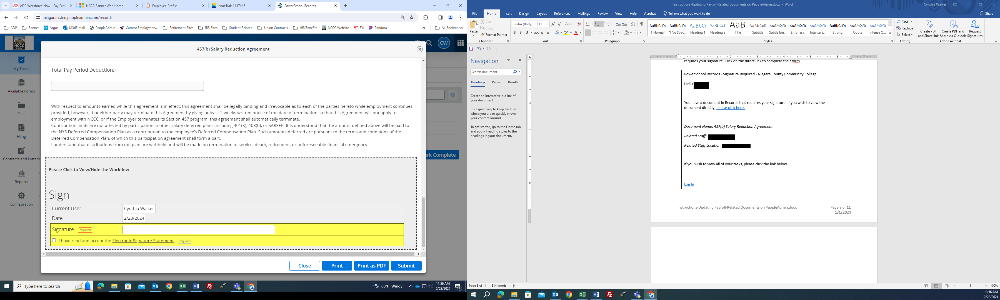 ADP Workforce Now - Pay Prof
NCCC Banner Web Home
Employee Profile
IssueTrak #147416
PowerSchool Records
niagaracc.ted.peopleadmin.com/records
ADP
Banner
Argos
M365 Mail
PeopleAdmin
Current Employmen...
Retirement Sites
IRS Sites
Student Related
Union Contracts
HR/Benefits
NCCC Website
FYI
Pandora
All Bookmarks
NCCC
CW
457(b) Salary Reduction Agreement
My Tasks
Available Forms
Files
Filing
Contracts and Letters
Reports
Configuration
Total Pay Period Deduction:
With respect to amounts earned while this agreement is in effect, this agreement shall be legally binding and irrevocable as to each of the parties hereto while employment continues;
provided, however, that either party may terminate this Agreement by giving at least 2 weeks written notice of the date of termination so that this Agreement will not apply to
employment with NCCC, or if the Employer terminates its Section 457 program, this agreement shall automatically terminate.
Contribution limits are not affected by participation in other salary deferred plans including 401(K), 403(b), or SARSEP. It is understood that the amount defined above will be paid to
the NYS Deferred Compensation Plan as a contribution to the employee's Deferred Compensation Plan. Such amounts deferred are pursuant to the terms and conditions of the
Deferred Compensation Plan, of which this participation agreement shall form a part.
I understand that distributions from the plan are withheld and will be made on termination of service, death, retirement, or unforeseeable financial emergency.
rk Complete
Please Click to View/Hide the Workflow
Sign
Current User Cynthia Walker
Date 2/28/2024
Signature required
I have read and accept the Electronic Signature Statement required
Close Print Print as PDF Submit
Type here to search
60°F Windy
11:56 AM
2/28/2024
1
Instructions-Updating Payroll-Related Documents on PeopleAdmin.docx - Word
Cynthia Walker
File Home Insert Design Layout References Mailings Review View Help Acrobat Tell me what you want to do
Share
Paste
Cut
Copy
Format Painter
Clipboard
Calibri (Body) 11
Font
Paragraph
AaBbCcDc AaBbCcDc AaBbCc AaBbCcD AaB AaBbCcD AaBbCcDc AaBbCcDc AaBbCcDc AaBbCcDc AaBbCcDc AaBbCcDc
¶ Normal ¶ No Spac... Heading 1 Heading 2 Title Subtitle Subtle Em... Emphasis Intense E... Strong Quote Intense Q...
Styles
Find
Replace
Select
Editing
Create PDF
and Share link
Create PDF and
Share via Outlook
Request
Signatures
Adobe Acrobat
Navigation
Search document
Headings Pages Results
Create an interactive outline of
your document.
It's a great way to keep track of
where you are or quickly move
your content around.
To get started, go to the Home tab
and apply Heading styles to the
headings in your document.
requires your signature. Click on the direct link to complete the eform.
PowerSchool Records - Signature Required - Niagara County Community College
Hello
You have a document in Records that requires your signature. If you wish to view the
document directly, please click here.
Document Name: 457(b) Salary Reduction Agreement
Related Staff:
Related Staff Location:
If you wish to view all of your tasks, please click the link below.
Log In
Instructions-Updating Payroll-Related Documents on PeopleAdmin.docx
Page 5 of 11
1/1/2024
Page 5 of 11 814 words
100%
11:56 AM
2/28/2024